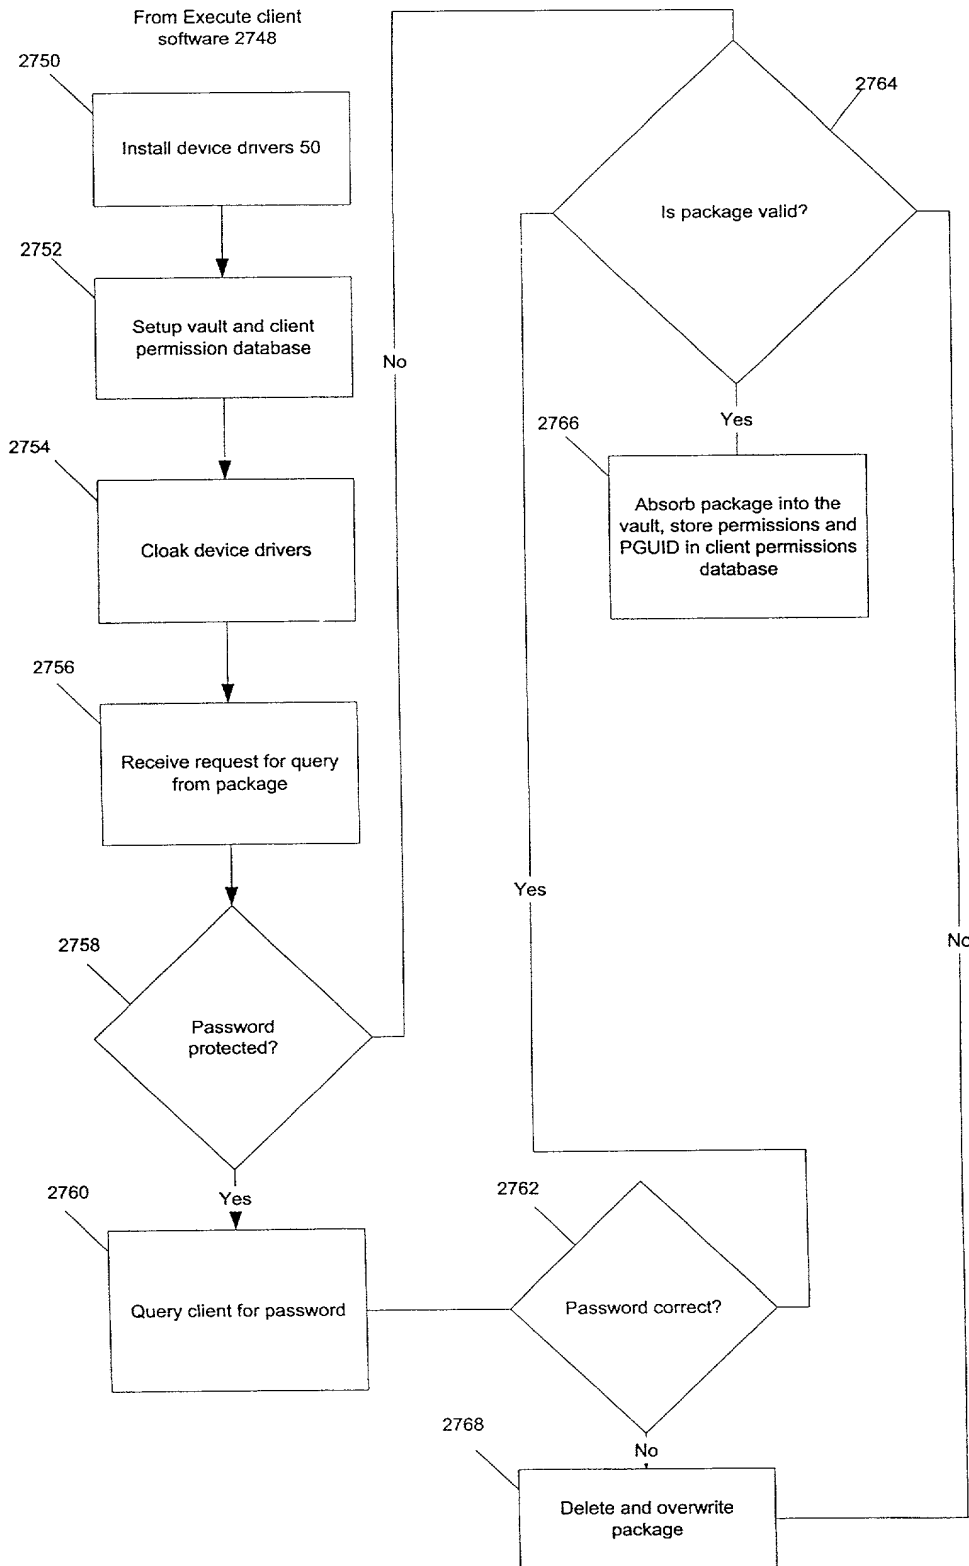 From Execute client
software 2748
2750
Install device drivers 50
2752
Setup vault and client
permission database
2754
Cloak device drivers
2756
Receive request for query
from package
2758
Password
protected?
No
Yes
2760
Query client for password
2762
Password correct?
Yes
No
2764
Is package valid?
Yes
No
2766
Absorb package into the
vault, store permissions and
PGUID in client permissions
database
2768
Delete and overwrite
package